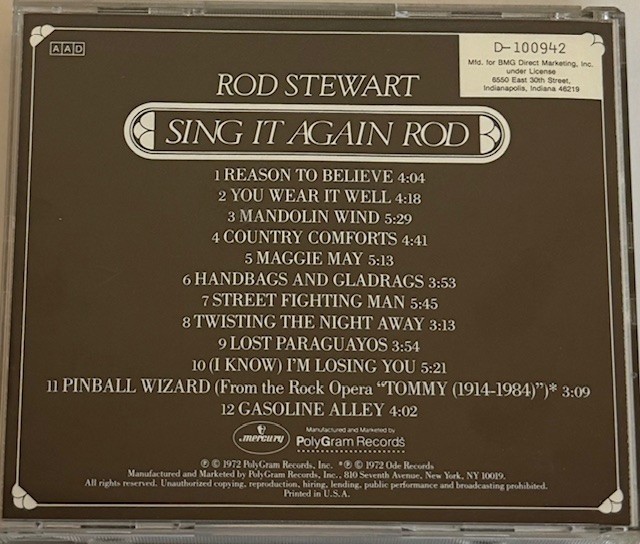 AAD
D-100942
Mfd. for BMG Direct Marketing, Inc.
under License
6550 East 30th Street,
Indianapolis, Indiana 46219
ROD STEWART
SING IT AGAIN ROD
1 REASON TO BELIEVE 4:04
2 YOU WEAR IT WELL 4:18
3 MANDOLIN WIND 5:29
4 COUNTRY COMFORTS 4:41
5 MAGGIE MAY 5:13
6 HANDBAGS AND GLADRAGS 3:53
7 STREET FIGHTING MAN 5:45
8 TWISTING THE NIGHT AWAY 3:13
9 LOST PARAGUAYOS 3:54
10 (I KNOW) I'M LOSING YOU 5:21
11 PINBALL WIZARD (From the Rock Opera "TOMMY (1914-1984)")* 3:09
12 GASOLINE ALLEY 4:02
mercury
Manufactured and Marketed by
PolyGram Records
℗ © 1972 PolyGram Records, Inc. *℗ © 1972 Ode Records
Manufactured and Marketed by PolyGram Records, Inc., 810 Seventh Avenue, New York, NY 10019.
All rights reserved. Unauthorized copying, reproduction, hiring, lending, public performance and broadcasting prohibited.
Printed in U.S.A.